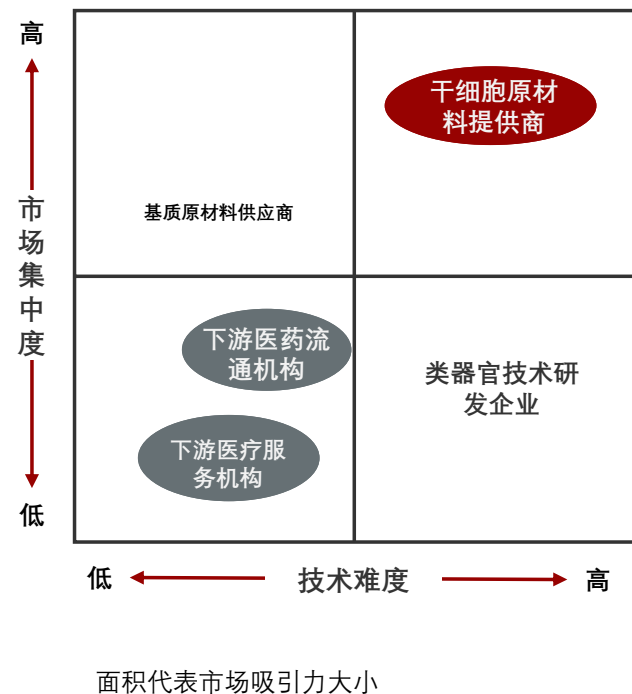 高
干细胞原材
料提供商
市
场
集
中
度
基质原材料供应商
下游医药流
通机构
类器官技术研
发企业
下游医疗服
务机构
低
低
技术难度
高
面积代表市场吸引力大小